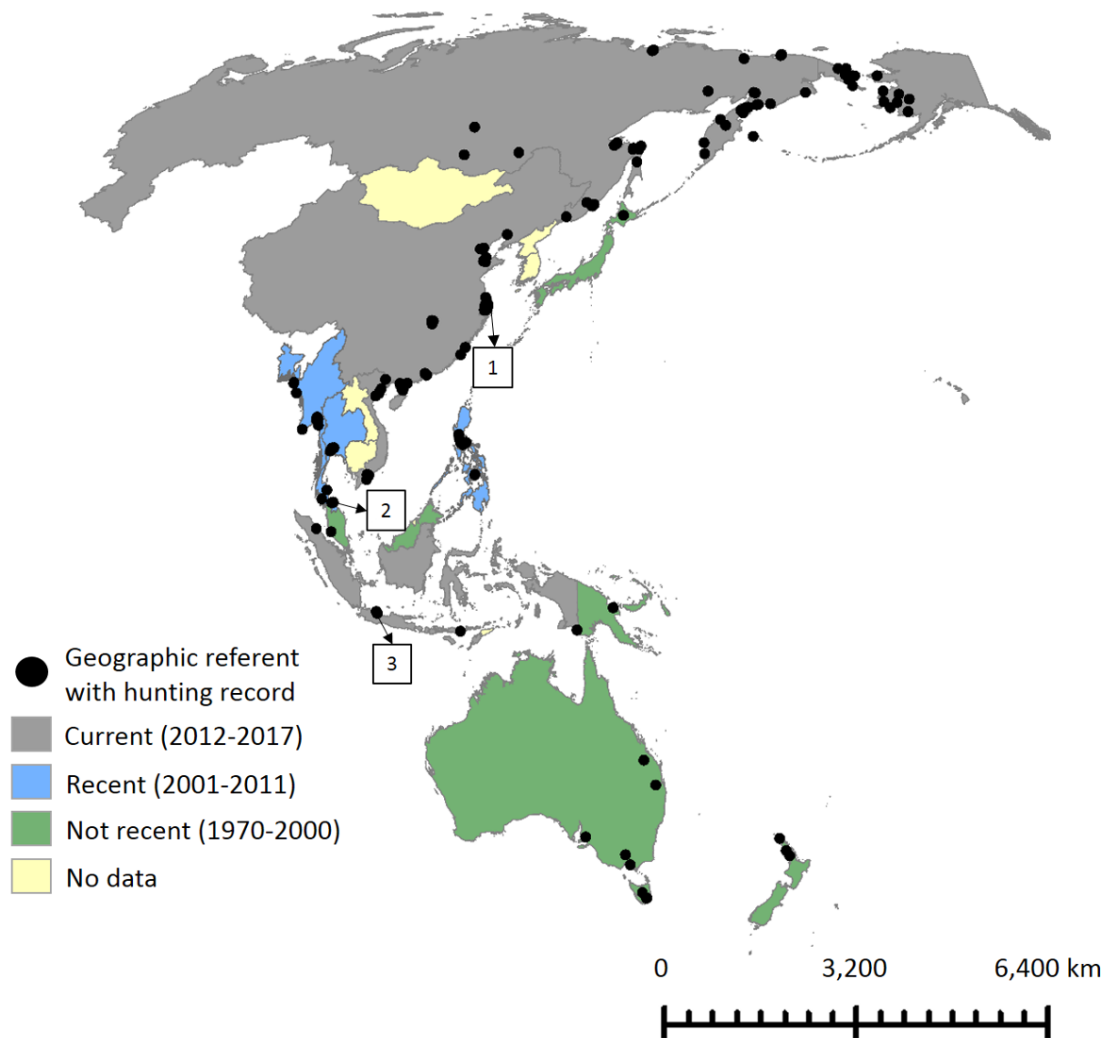 1
2
3
Geographic referent
with hunting record
Current (2012-2017)
Recent (2001-2011)
Not recent (1970-2000)
No data
0 3,200 6,400 km